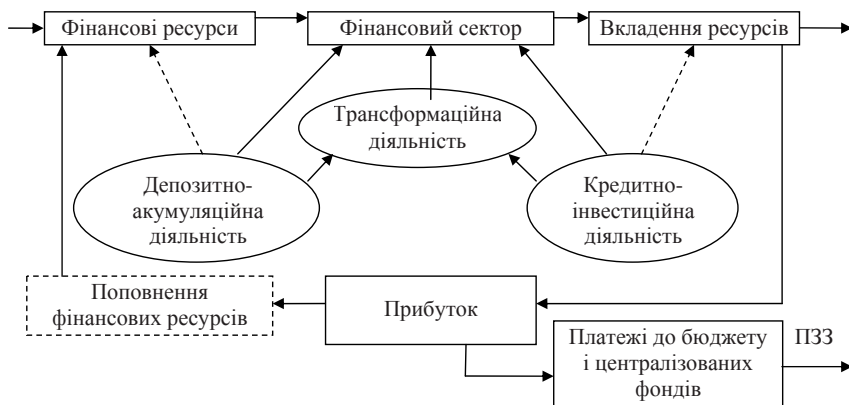 Фінансові ресурси
Фінансовий сектор
Вкладення ресурсів
Трансформаційна
діяльність
Депозитно-
акумуляційна
діяльність
Кредитно-
інвестиційна
діяльність
Поповнення
фінансових ресурсів
Прибуток
Платежі до бюджету
і централізованих
фондів
ПЗЗ